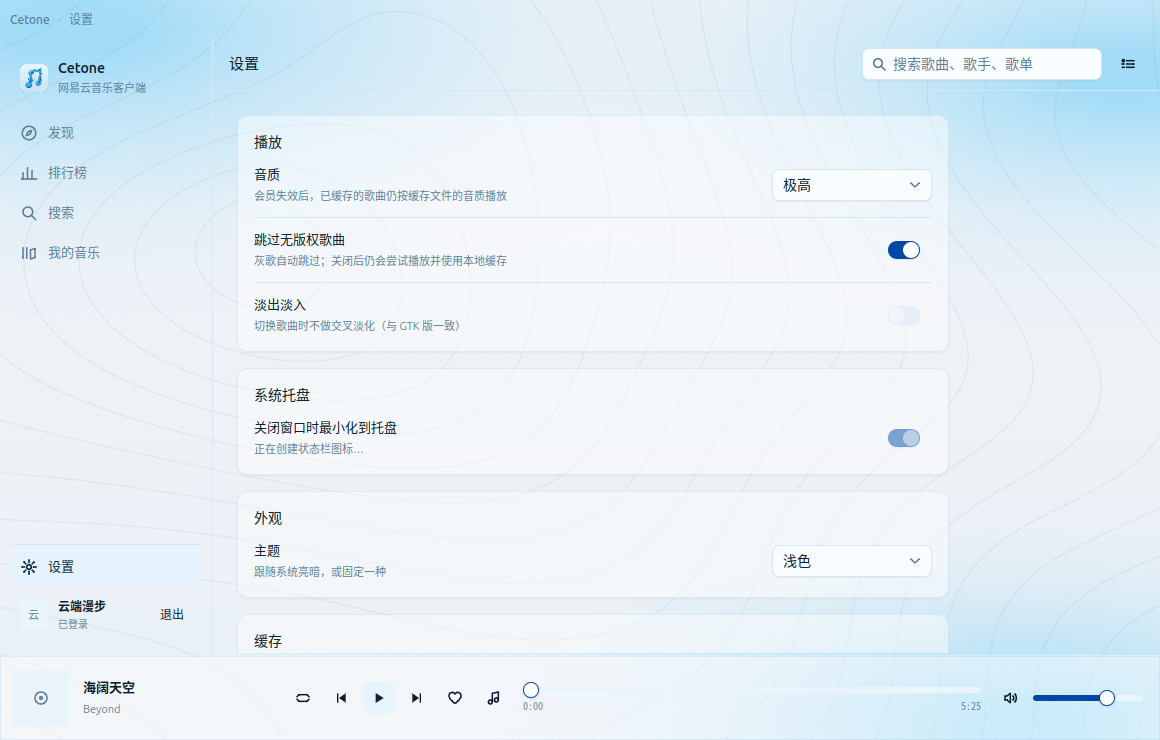 Cetone · 设置
Cetone
网易云音乐客户端
设置
搜索歌曲、歌手、歌单
发现
排行榜
搜索
我的音乐
播放
音质
会员失效后，已缓存的歌曲仍按缓存文件的音质播放
极高
跳过无版权歌曲
灰歌自动跳过；关闭后仍会尝试播放并使用本地缓存
淡出淡入
切换歌曲时不做交叉淡化（与 GTK 版一致）
系统托盘
关闭窗口时最小化到托盘
正在创建状态栏图标…
外观
主题
跟随系统亮暗，或固定一种
浅色
缓存
设置
云
云端漫步
已登录
退出
海阔天空
Beyond
0:00
5:25